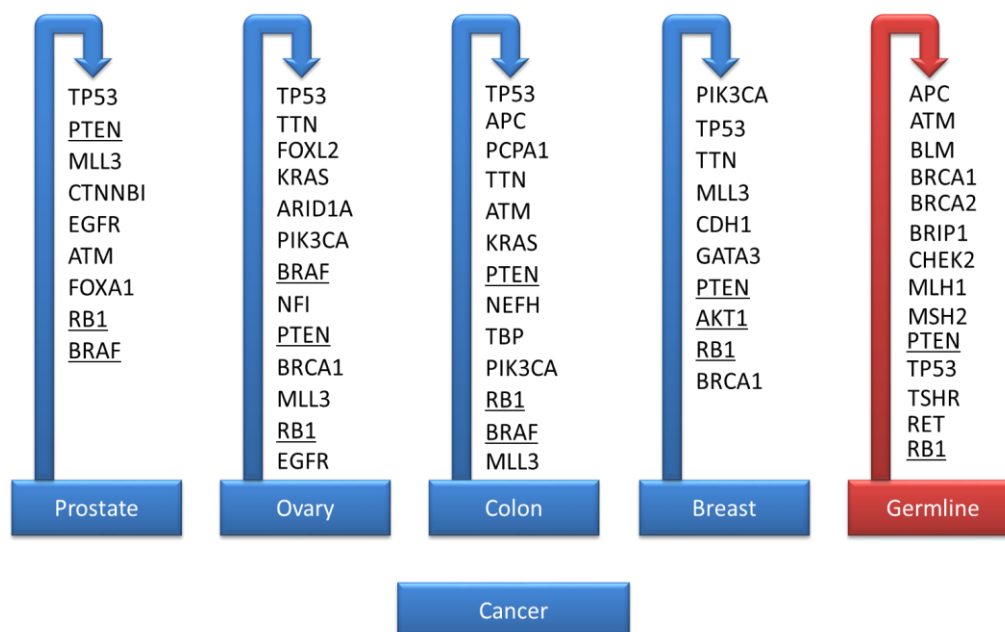 TP53
PTEN
MLL3
CTNNBI
EGFR
ATM
FOXA1
RB1
BRAF
Prostate
TP53
TTN
FOXL2
KRAS
ARID1A
PIK3CA
BRAF
NFI
PTEN
BRCA1
MLL3
RB1
EGFR
Ovary
TP53
APC
PCPA1
TTN
ATM
KRAS
PTEN
NEFH
TBP
PIK3CA
RB1
BRAF
MLL3
Colon
PIK3CA
TP53
TTN
MLL3
CDH1
GATA3
PTEN
AKT1
RB1
BRCA1
Breast
APC
ATM
BLM
BRCA1
BRCA2
BRIP1
CHEK2
MLH1
MSH2
PTEN
TP53
TSHR
RET
RB1
Germline
Cancer